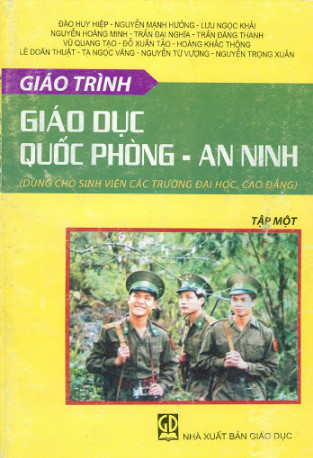 ĐÀO HUY HIỆP - NGUYỄN MẠNH HƯỞNG - LƯU NGỌC KHẢI
NGUYỄN HOÀNG MINH - TRẦN ĐẠI NGHĨA - TRẦN ĐĂNG THANH
VŨ QUANG TẠO - ĐỖ XUÂN TẢO - HOÀNG KHẮC THÔNG
LÊ DOÃN THUẬT - TẠ NGỌC VÃNG - NGUYỄN TỪ VƯỢNG - NGUYỄN TRỌNG XUÂN
GIÁO TRÌNH
GIÁO DỤC
QUỐC PHÒNG - AN NINH
(DÙNG CHO SINH VIÊN CÁC TRƯỜNG ĐẠI HỌC, CAO ĐẲNG)
TẬP MỘT
GD
NHÀ XUẤT BẢN GIÁO DỤC